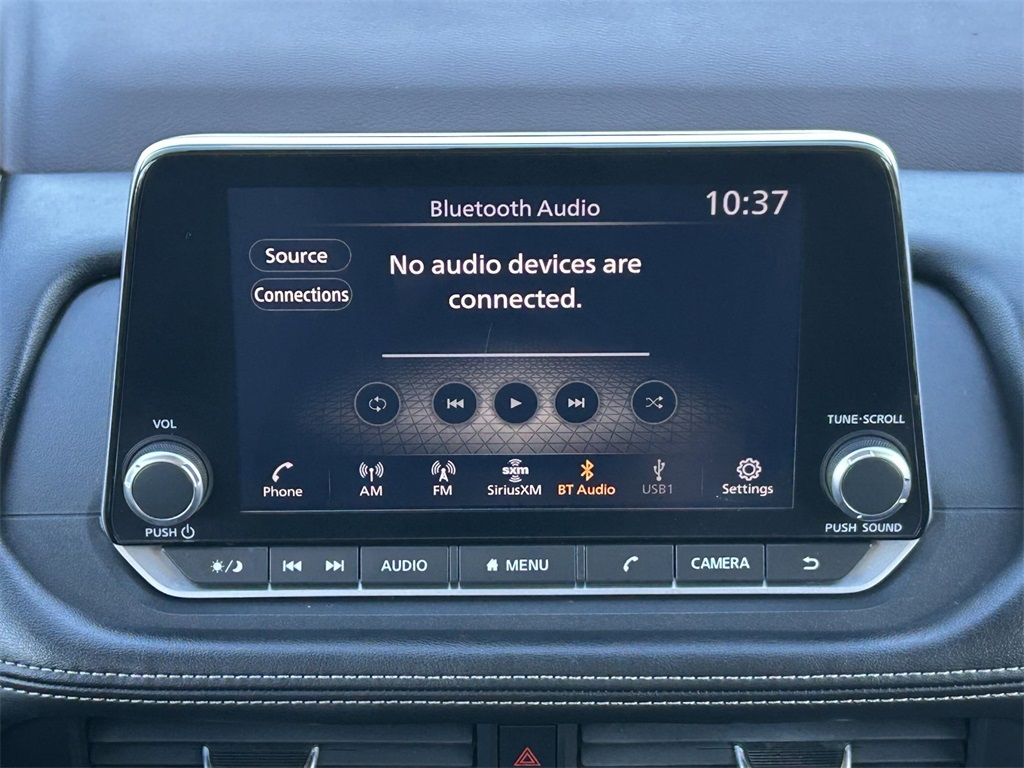 Bluetooth Audio
10:37
Source
Connections
No audio devices are
connected.
VOL
TUNE·SCROLL
Phone
AM
FM
sxm
SiriusXM
BT Audio
USB1
Settings
PUSH
PUSH SOUND
AUDIO
MENU
CAMERA